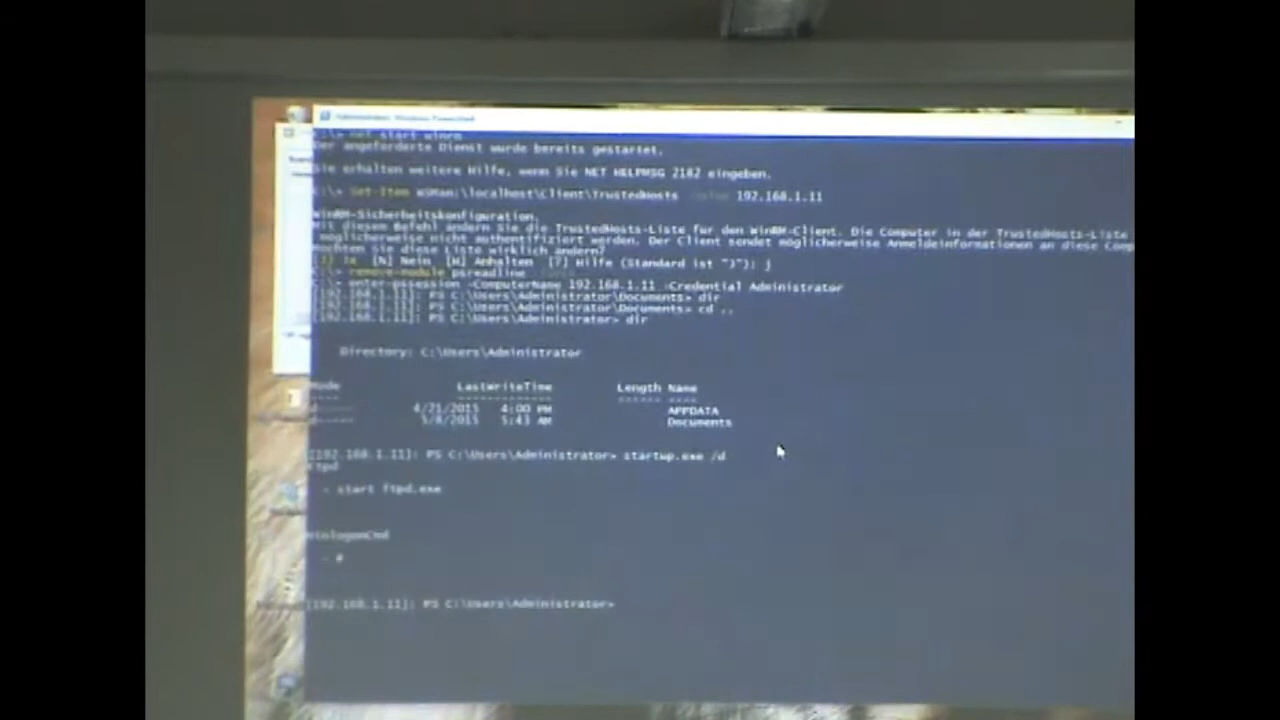 Administrator: Windows PowerShell
C:\> net start winrm
Der angeforderte Dienst wurde bereits gestartet.
Sie erhalten weitere Hilfe, wenn Sie NET HELPMSG 2182 eingeben.
C:\> Set-Item WSMan:\localhost\Client\TrustedHosts -Value 192.168.1.11
WinRM-Sicherheitskonfiguration.
Mit diesem Befehl ändern Sie die TrustedHosts-Liste für den WinRM-Client. Die Computer in der TrustedHosts-Liste
möglicherweise nicht authentifiziert werden. Der Client sendet möglicherweise Anmeldeinformationen an diese Comp
Möchten Sie diese Liste wirklich ändern?
[J] Ja [N] Nein [H] Anhalten [?] Hilfe (Standard ist "J"): j
C:\> remove-module psreadline
C:\> enter-pssession -ComputerName 192.168.1.11 -Credential Administrator
[192.168.1.11]: PS C:\Users\Administrator\Documents> dir
[192.168.1.11]: PS C:\Users\Administrator\Documents> cd ..
[192.168.1.11]: PS C:\Users\Administrator> dir
Directory: C:\Users\Administrator
Mode LastWriteTime Length Name
---- ------------- ------ ----
d----- 4/21/2015 4:00 PM APPDATA
d----- 5/8/2015 5:43 AM Documents
[192.168.1.11]: PS C:\Users\Administrator> startup.exe /d
Ftpd
- start ftpd.exe
WinlogonCmd
- #
[192.168.1.11]: PS C:\Users\Administrator>